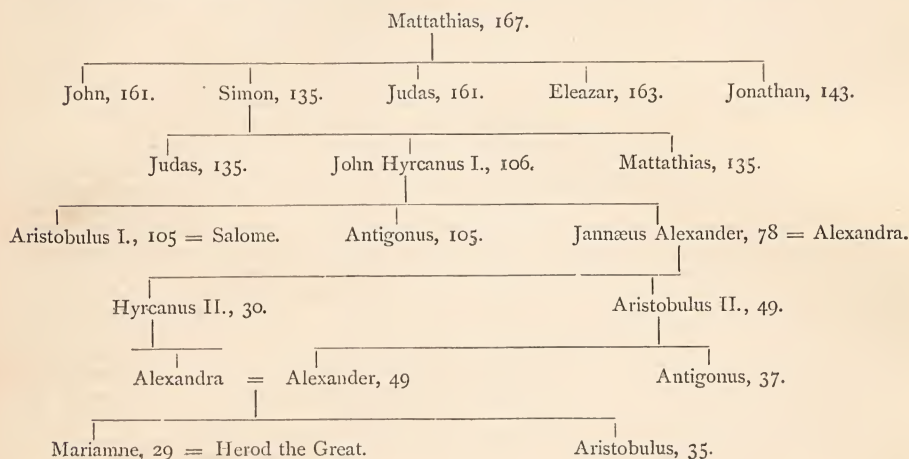 Mattathias, 167.
John, 161. Simon, 135. Judas, 161. Eleazar, 163. Jonathan, 143.
Judas, 135. John Hyrcanus I., 106. Mattathias, 135.
Aristobulus I., 105 = Salome. Antigonus, 105. Jannæus Alexander, 78 = Alexandra.
Hyrcanus II., 30. Aristobulus II., 49.
Alexandra = Alexander, 49 Antigonus, 37.
Mariamne, 29 = Herod the Great. Aristobulus, 35.